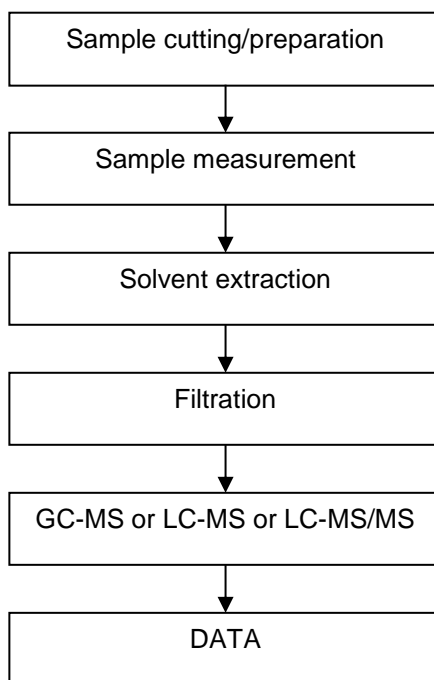 Sample cutting/preparation
Sample measurement
Solvent extraction
Filtration
GC-MS or LC-MS or LC-MS/MS
DATA